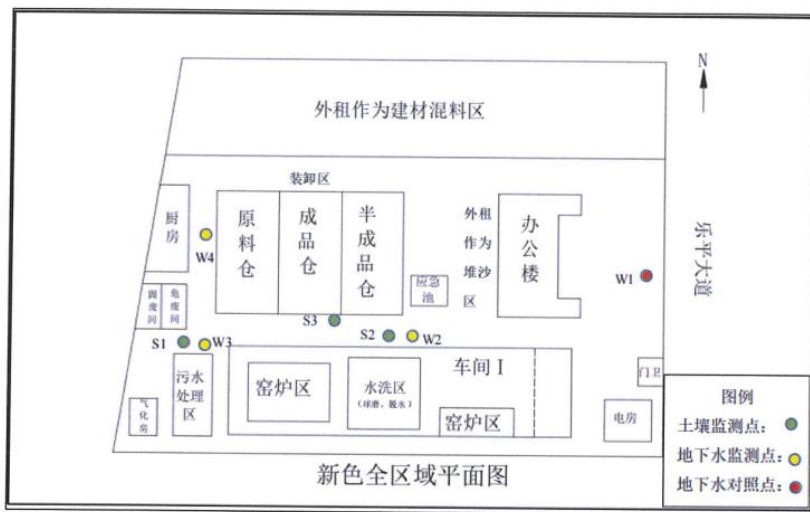 N
外租作为建材混料区
装卸区
厨房
原料仓
成品仓
半成品仓
外租作为堆沙区
办公楼
乐平大道
W4
W1
应急池
固废间
危废间
S3
S1
W3
S2
W2
污水处理区
窑炉区
水洗区
(球磨、脱水)
车间 I
窑炉区
气化房
门卫
电房
图例
土壤监测点:
地下水监测点:
地下水对照点:
新色全区域平面图